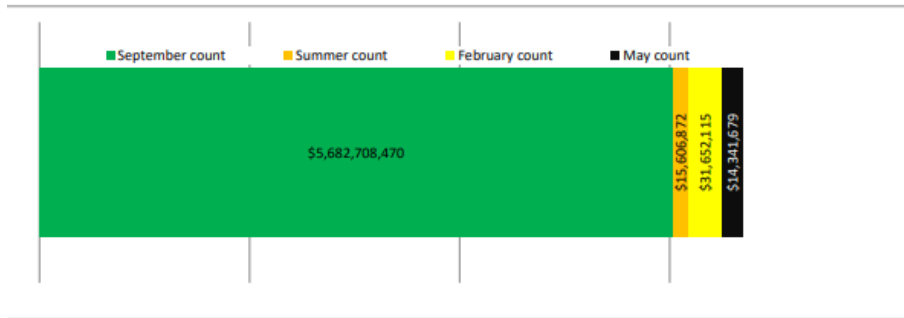 September count
Summer count
February count
May count
$5,682,708,470
$15,606,872
$31,652,115
$14,341,679